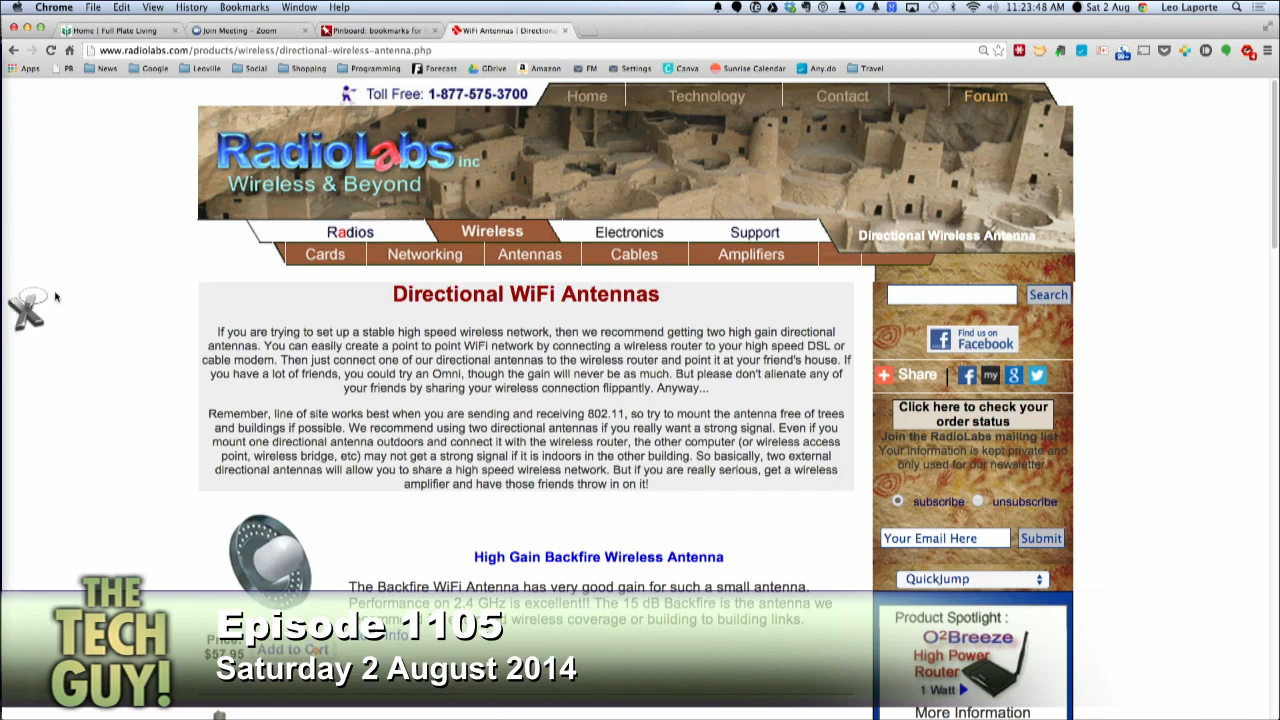 Chrome File Edit View History Bookmarks Window Help 11:23:48 AM Sat 2 Aug Leo Laporte
Home | Full Plate Living Join Meeting - Zoom Pinboard: bookmarks for WiFi Antennas | Direction
www.radiolabs.com/products/wireless/directional-wireless-antenna.php
Apps PB News Google Leoville Social Shopping Programming Forecast GDrive Amazon FM Settings Canva Sunrise Calendar Any.do Travel
Toll Free: 1-877-575-3700 Home Technology Contact Forum
RadioLabs inc
Wireless & Beyond
Radios Wireless Electronics Support
Directional Wireless Antenna
Cards Networking Antennas Cables Amplifiers
Directional WiFi Antennas
If you are trying to set up a stable high speed wireless network, then we recommend getting two high gain directional
antennas. You can easily create a point to point WiFi network by connecting a wireless router to your high speed DSL or
cable modem. Then just connect one of our directional antennas to the wireless router and point it at your friend's house. If
you have a lot of friends, you could try an Omni, though the gain will never be as much. But please don't alienate any of
your friends by sharing your wireless connection flippantly. Anyway...
Remember, line of site works best when you are sending and receiving 802.11, so try to mount the antenna free of trees
and buildings if possible. We recommend using two directional antennas if you really want a strong signal. Even if you
mount one directional antenna outdoors and connect it with the wireless router, the other computer (or wireless access
point, wireless bridge, etc) may not get a strong signal if it is indoors in the other building. So basically, two external
directional antennas will allow you to share a high speed wireless network. But if you are really serious, get a wireless
amplifier and have those friends throw in on it!
Search
Find us on
Facebook
Share my
Click here to check your
order status
Join the RadioLabs mailing list
Your information is kept private and
only used for our newsletter.
subscribe unsubscribe
Your Email Here Submit
QuickJump
High Gain Backfire Wireless Antenna
The Backfire WiFi Antenna has very good gain for such a small antenna.
Performance on 2.4 GHz is excellent!! The 15 dB Backfire is the antenna we
wireless coverage or building to building links.
Price:
$57.95
Add to Cart
Product Spotlight :
O2Breeze
High Power
Router
1 Watt
More Information
THE
TECH
GUY!
Episode 1105
Saturday 2 August 2014